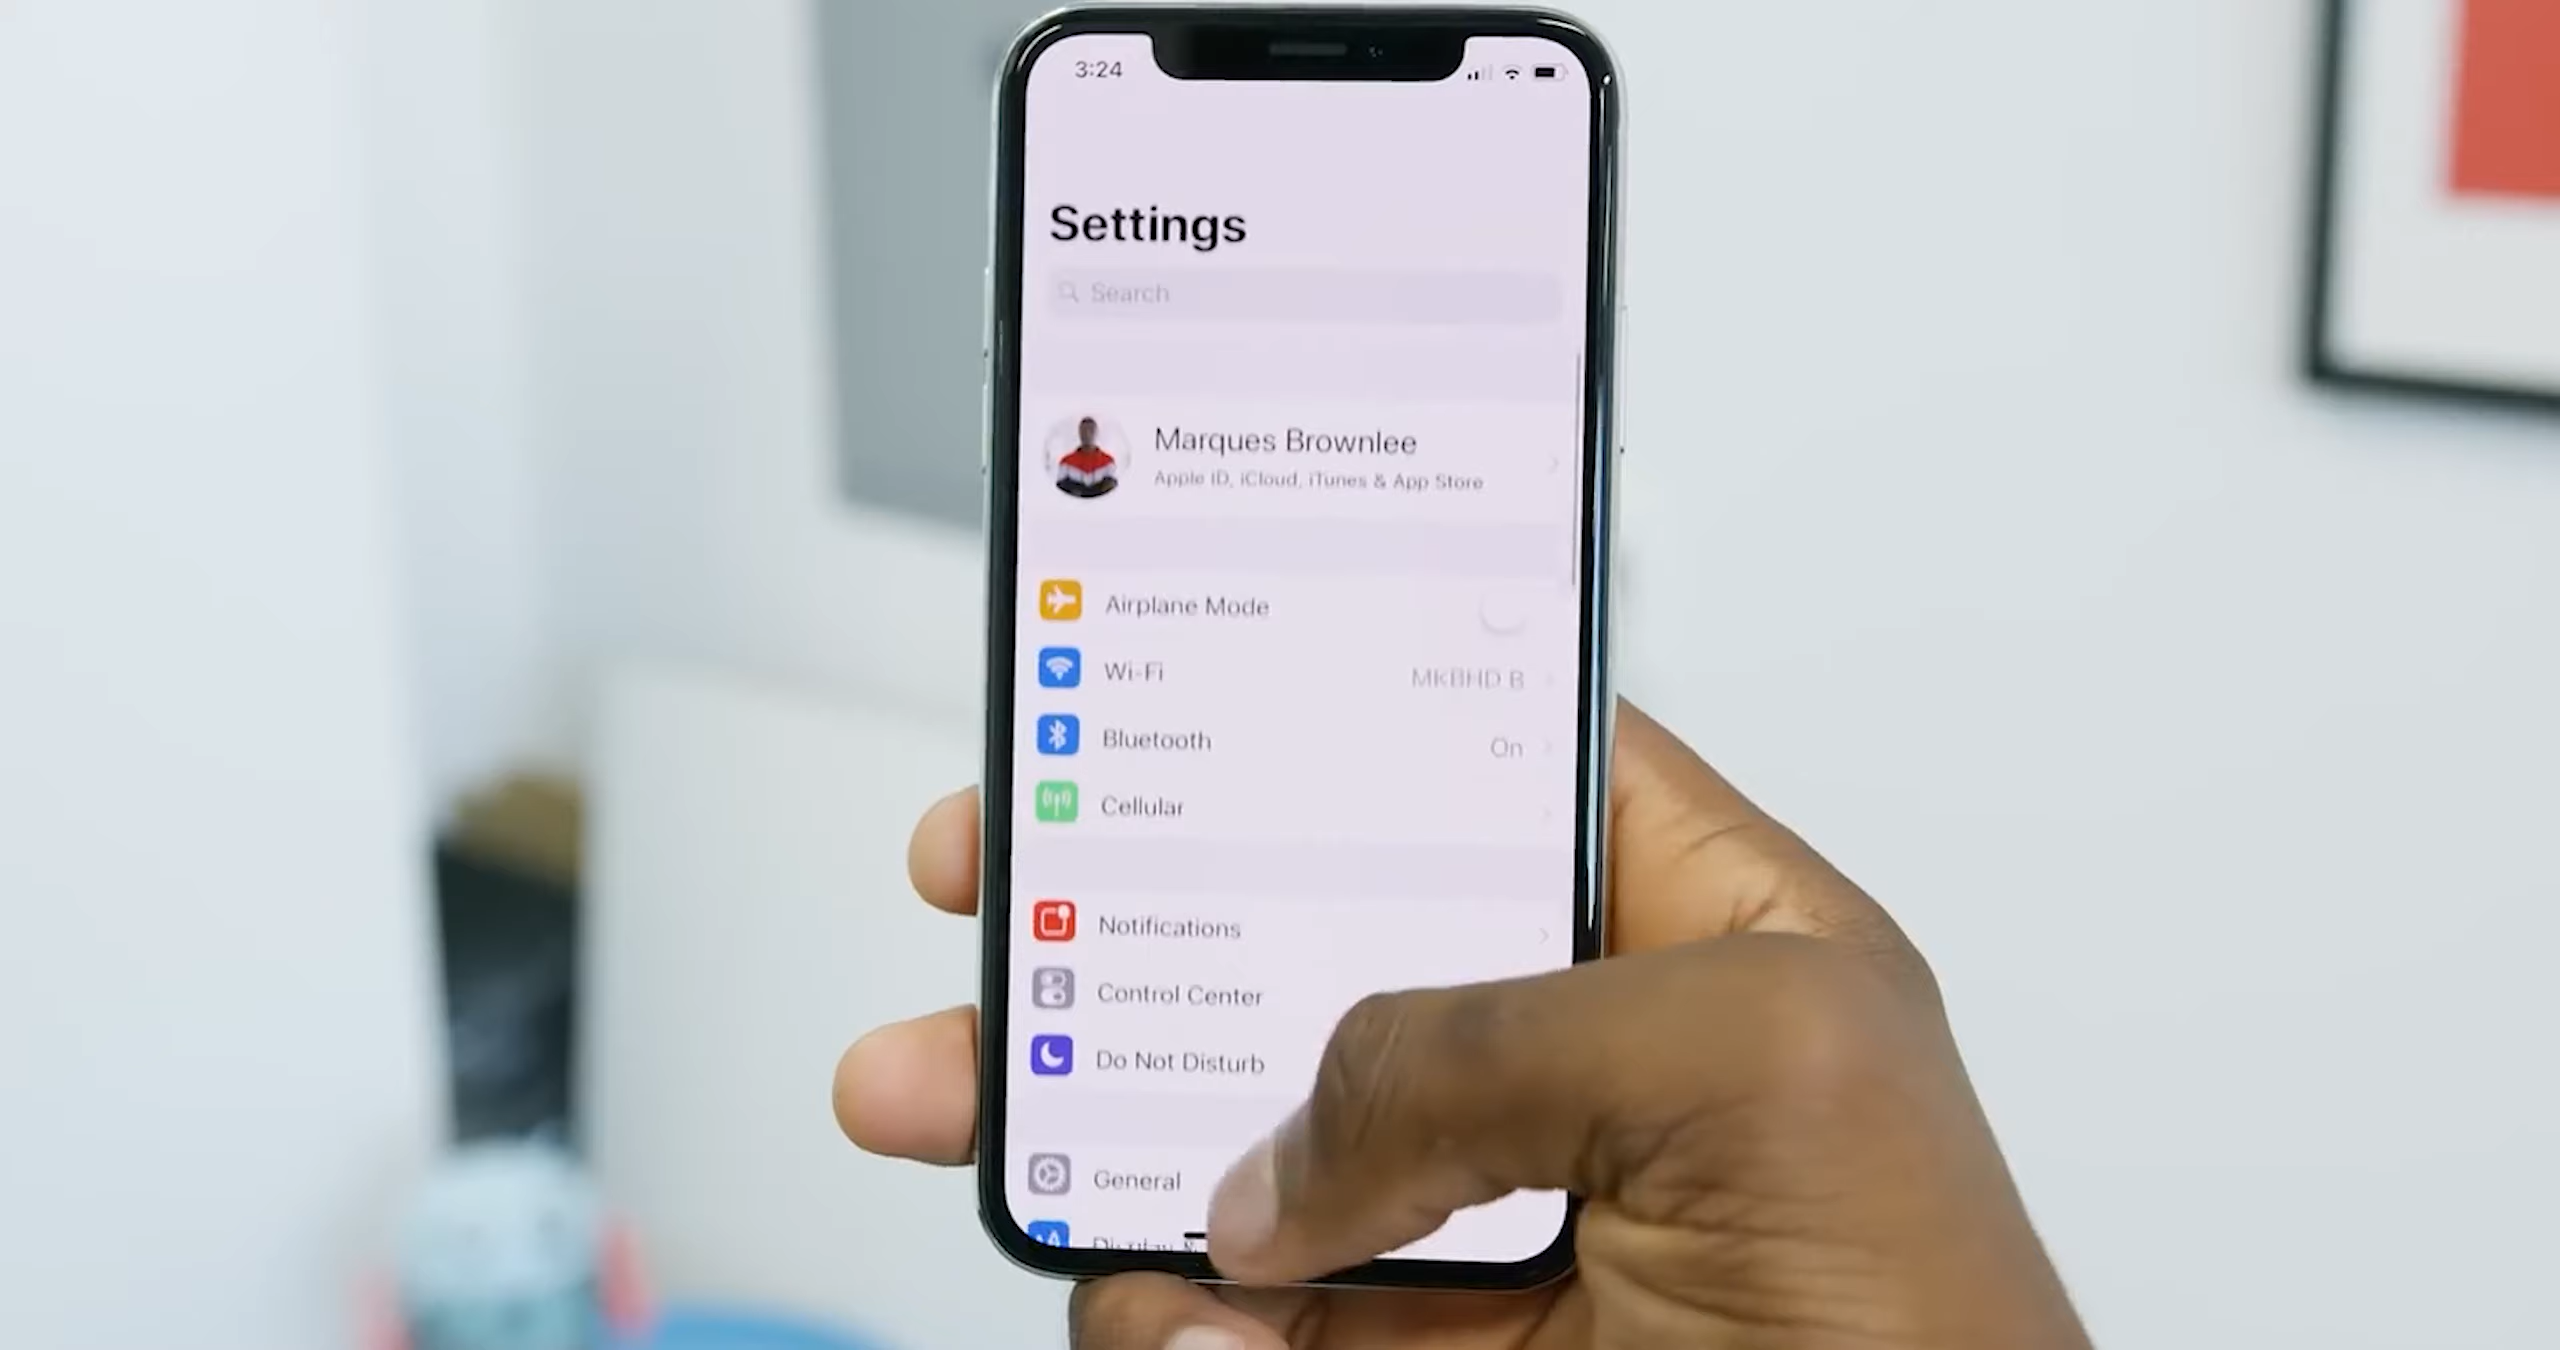 3:24
Settings
Search
Marques Brownlee
Apple ID, iCloud, iTunes & App Store
Airplane Mode
Wi-Fi MKBHD B
Bluetooth On
Cellular
Notifications
Control Center
Do Not Disturb
General
Display &